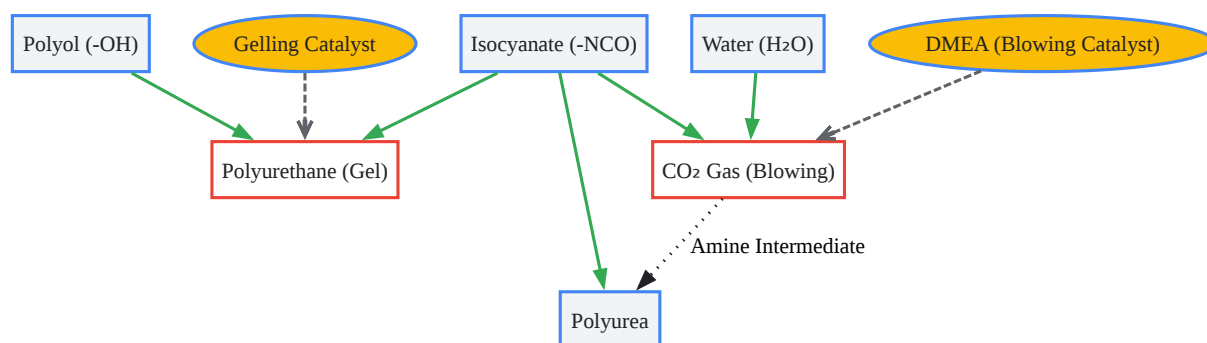 Polyol (-OH)
Gelling Catalyst
Isocyanate (-NCO)
Water (H₂O)
DMEA (Blowing Catalyst)
Polyurethane (Gel)
CO₂ Gas (Blowing)
Amine Intermediate
Polyurea